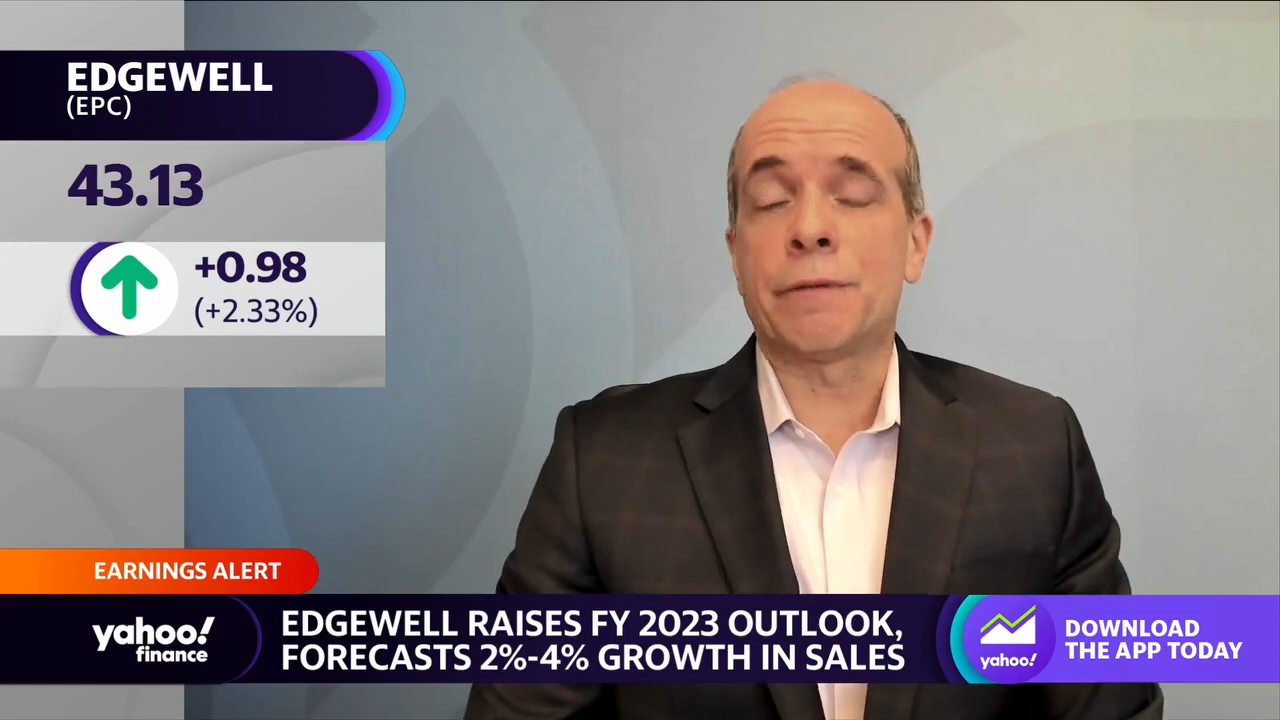 EDGEWELL
(EPC)
43.13
+0.98
(+2.33%)
EARNINGS ALERT
yahoo!
finance
EDGEWELL RAISES FY 2023 OUTLOOK,
FORECASTS 2%-4% GROWTH IN SALES
yahoo!
DOWNLOAD
THE APP TODAY